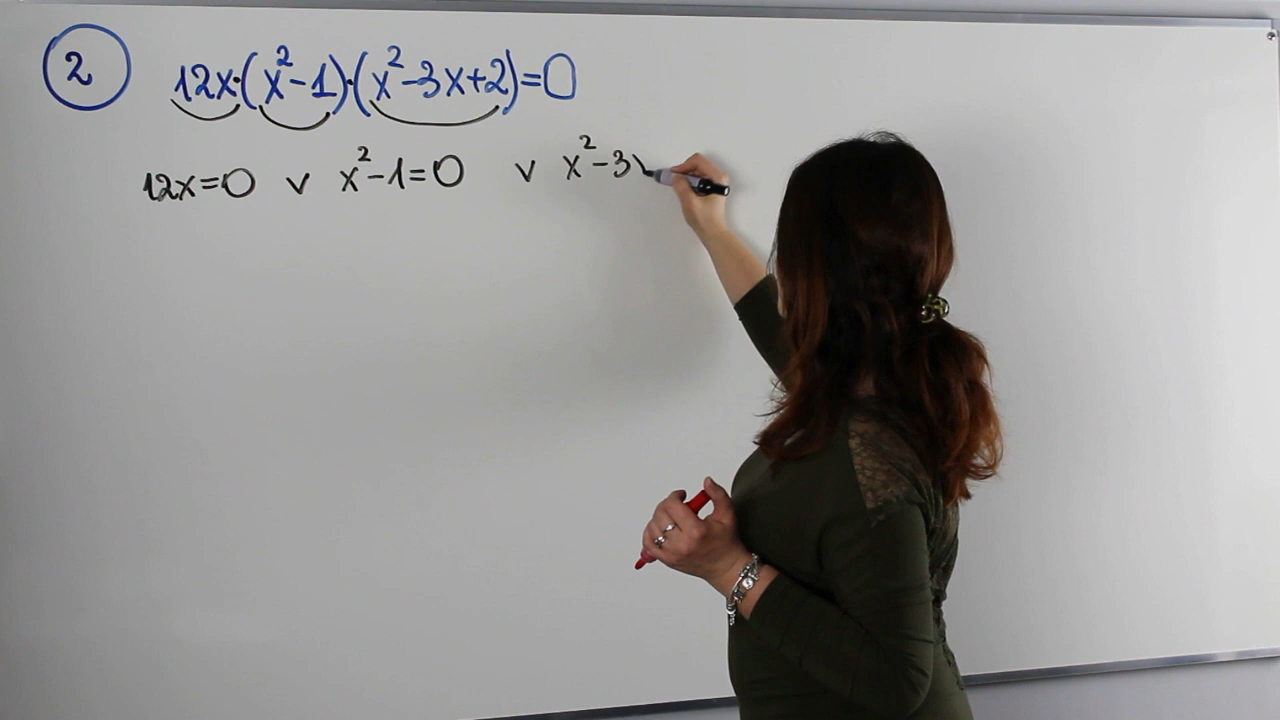 2 12x·(x²-1)·(x²-3x+2)=0
12x=0 v x²-1=0 v x²-3